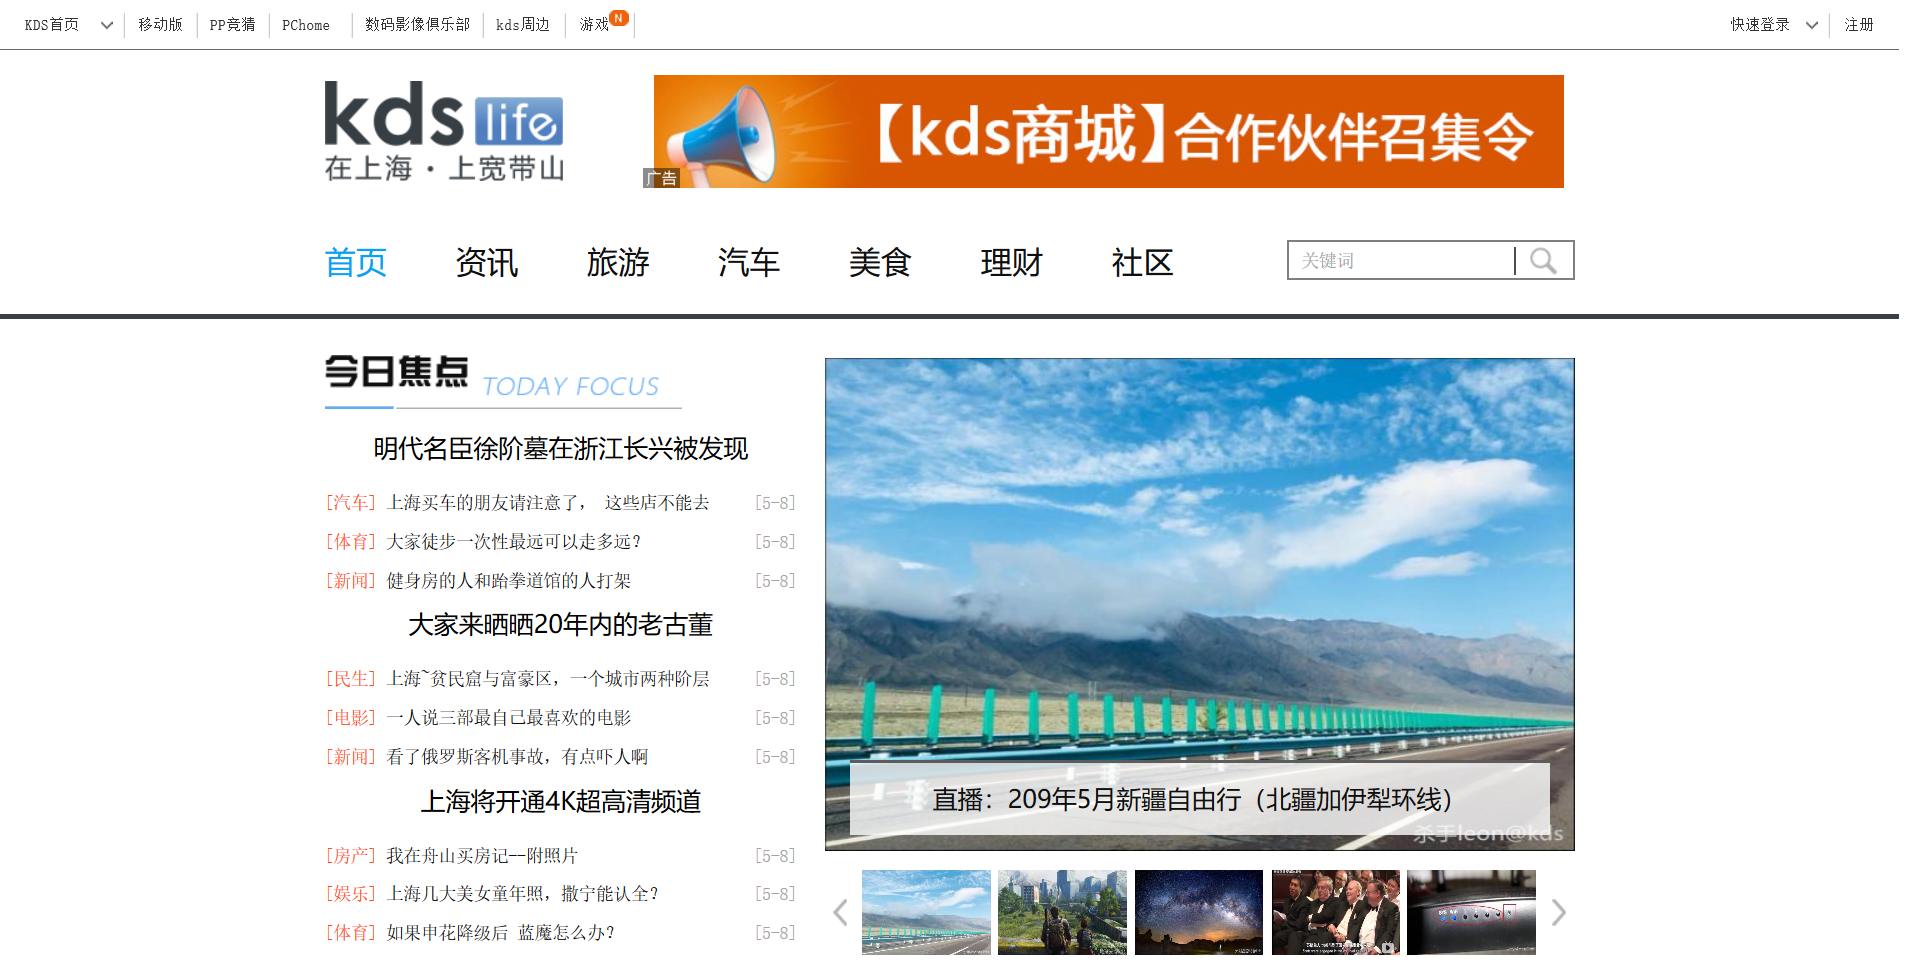 KDS首页 移动版 PP竞猜 PChome 数码影像俱乐部 kds周边 游戏 N 快速登录 注册
kds life
在上海·上宽带山
【kds商城】合作伙伴召集令
广告
首页 资讯 旅游 汽车 美食 理财 社区 关键词
今日焦点 TODAY FOCUS
明代名臣徐阶墓在浙江长兴被发现
[汽车] 上海买车的朋友请注意了， 这些店不能去 [5-8]
[体育] 大家徒步一次性最远可以走多远？ [5-8]
[新闻] 健身房的人和跆拳道馆的人打架 [5-8]
大家来晒晒20年内的老古董
[民生] 上海~贫民窟与富豪区，一个城市两种阶层 [5-8]
[电影] 一人说三部最自己最喜欢的电影 [5-8]
[新闻] 看了俄罗斯客机事故，有点吓人啊 [5-8]
上海将开通4K超高清频道
[房产] 我在舟山买房记--附照片 [5-8]
[娱乐] 上海几大美女童年照，撒宁能认全？ [5-8]
[体育] 如果申花降级后 蓝魔怎么办？ [5-8]
直播：209年5月新疆自由行（北疆加伊犁环线）
杀手leon@kds